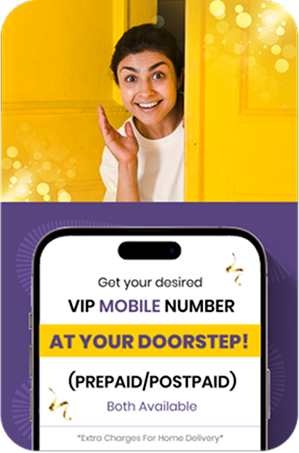 Get your desired
VIP MOBILE NUMBER
AT YOUR DOORSTEP!
(PREPAID/POSTPAID)
Both Available
*Extra Charges For Home Delivery*